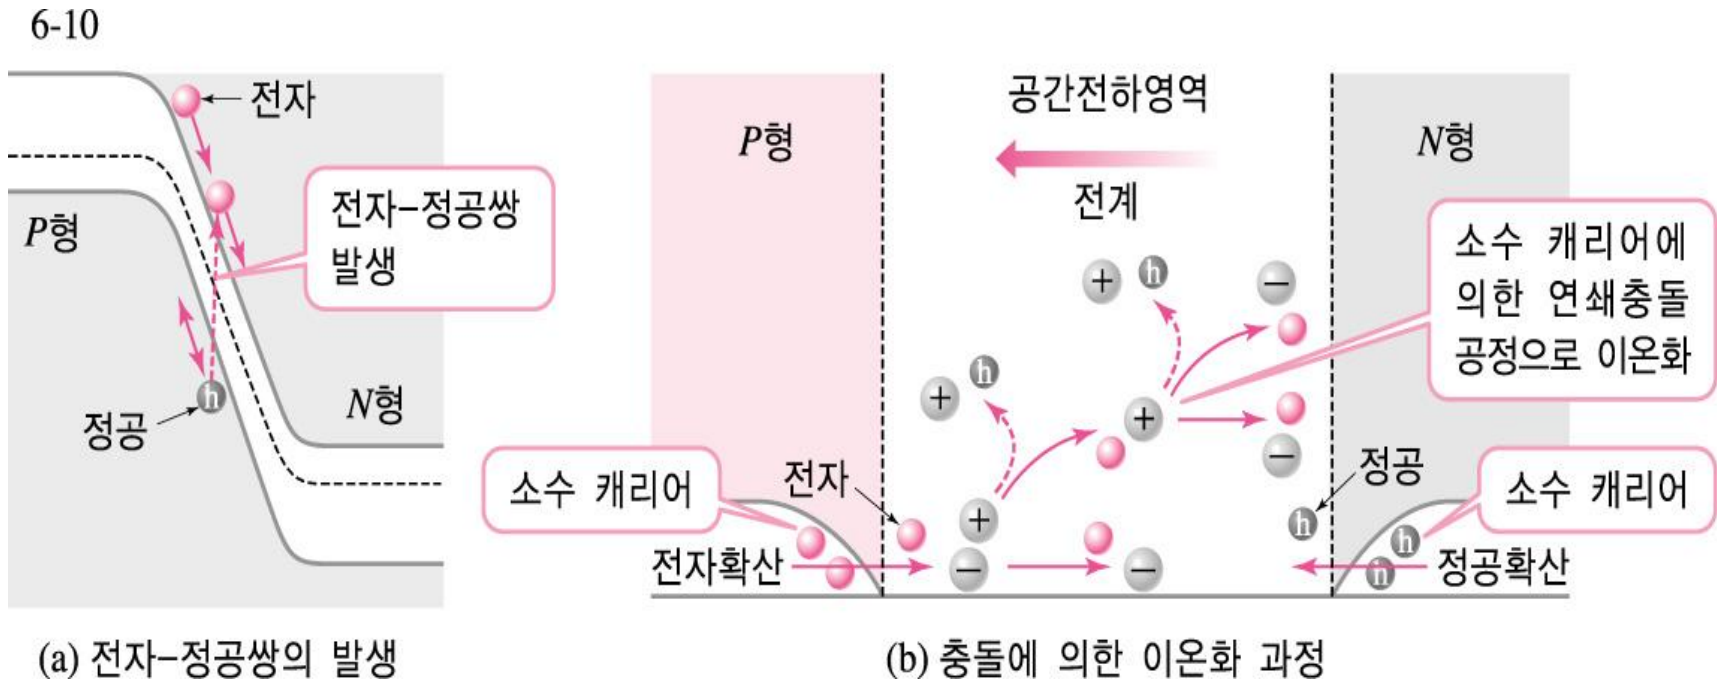 6-10
전자
전자-정공쌍
발생
P형
h
정공
N형
(a) 전자-정공쌍의 발생
공간전하영역
P형
N형
전계
소수 캐리어에
의한 연쇄충돌
공정으로 이온화
+ h
−
+ h
+
−
소수 캐리어
전자
정공
소수 캐리어
+
h
h
전자확산
−
−
h
정공확산
(b) 충돌에 의한 이온화 과정